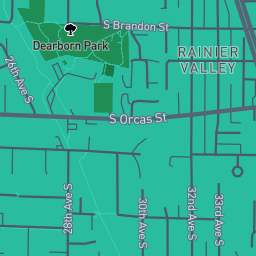 S Brandon St
Dearborn Park
RAINIER
VALLEY
26th Ave S
S Orcas St
28th Ave S
30th Ave S
32nd Ave S
33rd Ave S